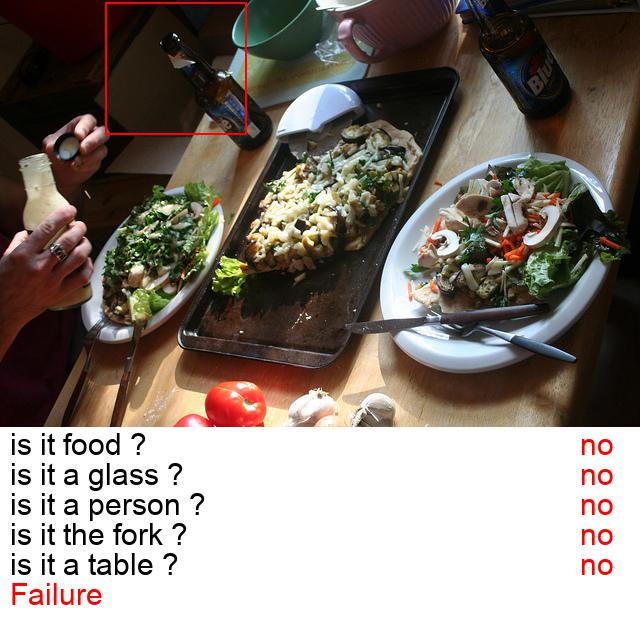 Blue
is it food ? no
is it a glass ? no
is it a person ? no
is it the fork ? no
is it a table ? no
Failure